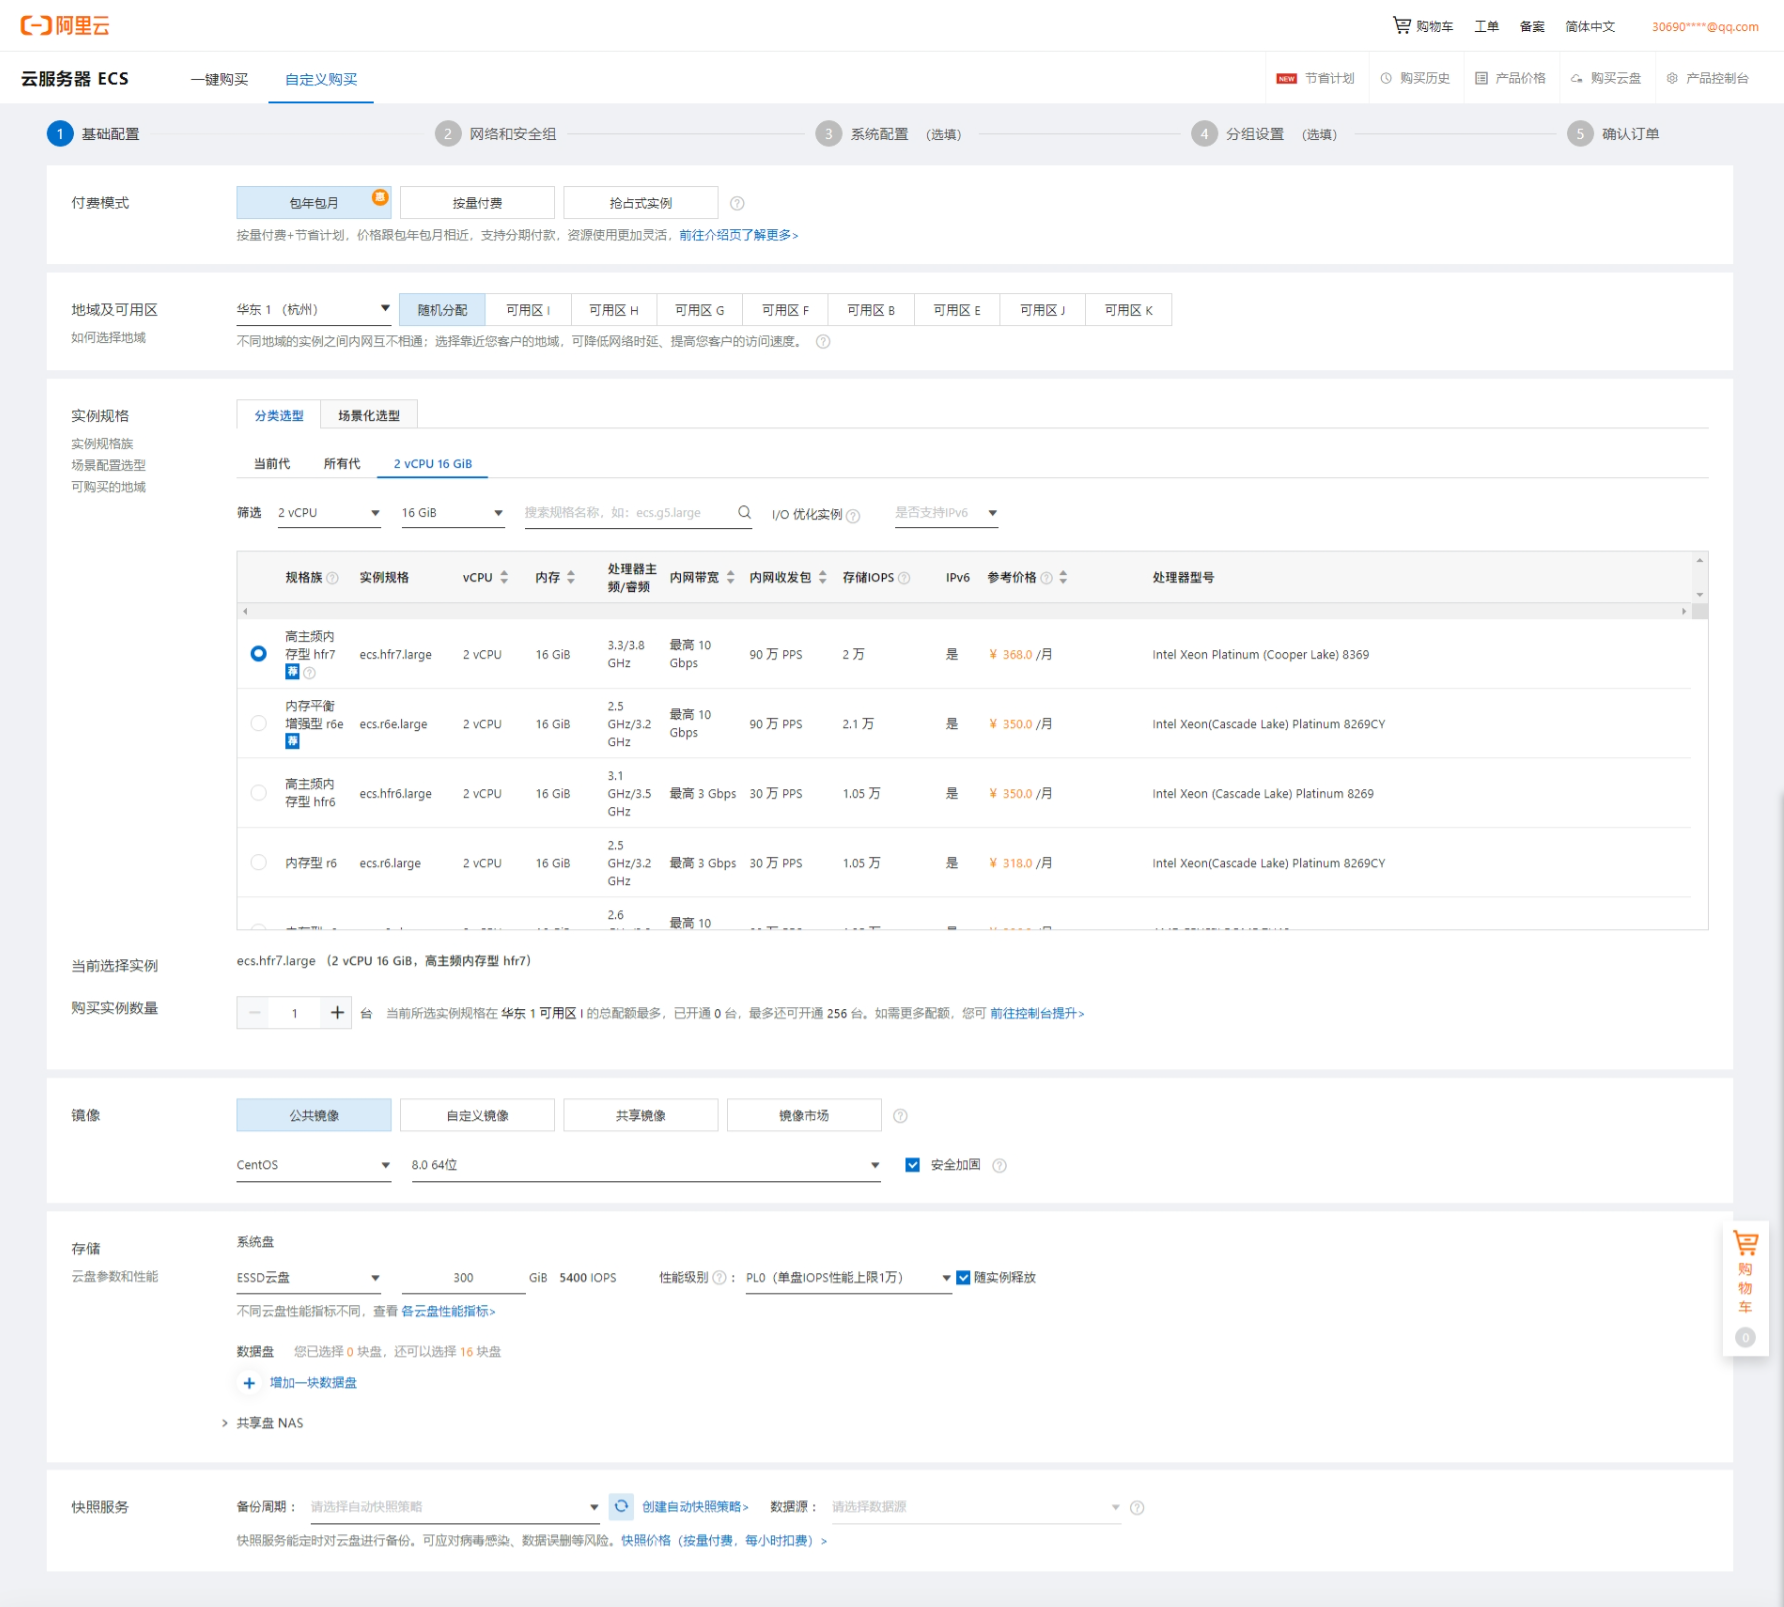 阿里云
购物车 工单 备案 简体中文 30690****@qq.com
云服务器 ECS 一键购买 自定义购买 NEW 节省计划 购买历史 产品价格 购买云盘 产品控制台
1 基础配置 2 网络和安全组 3 系统配置 (选填) 4 分组设置 (选填) 5 确认订单
付费模式 包年包月 惠 按量付费 抢占式实例
按量付费+节省计划，价格跟包年包月相近，支持分期付款，资源使用更加灵活，前往介绍页了解更多>
地域及可用区 华东 1 （杭州） 随机分配 可用区 I 可用区 H 可用区 G 可用区 F 可用区 B 可用区 E 可用区 J 可用区 K
如何选择地域 不同地域的实例之间内网互不相通；选择靠近您客户的地域，可降低网络时延、提高您客户的访问速度。
实例规格 分类选型 场景化选型
实例规格族
场景配置选型
可购买的地域
当前代 所有代 2 vCPU 16 GiB
筛选 2 vCPU 16 GiB 搜索规格名称，如：ecs.g5.large I/O 优化实例 是否支持IPv6
规格族 实例规格 vCPU 内存 处理器主频/睿频 内网带宽 内网收发包 存储IOPS IPv6 参考价格 处理器型号
高主频内存型 hfr7 荐 ecs.hfr7.large 2 vCPU 16 GiB 3.3/3.8 GHz 最高 10 Gbps 90 万 PPS 2 万 是 ¥ 368.0 /月 Intel Xeon Platinum (Cooper Lake) 8369
内存平衡增强型 r6e 荐 ecs.r6e.large 2 vCPU 16 GiB 2.5 GHz/3.2 GHz 最高 10 Gbps 90 万 PPS 2.1 万 是 ¥ 350.0 /月 Intel Xeon(Cascade Lake) Platinum 8269CY
高主频内存型 hfr6 ecs.hfr6.large 2 vCPU 16 GiB 3.1 GHz/3.5 GHz 最高 3 Gbps 30 万 PPS 1.05 万 是 ¥ 350.0 /月 Intel Xeon (Cascade Lake) Platinum 8269
内存型 r6 ecs.r6.large 2 vCPU 16 GiB 2.5 GHz/3.2 GHz 最高 3 Gbps 30 万 PPS 1.05 万 是 ¥ 318.0 /月 Intel Xeon(Cascade Lake) Platinum 8269CY
2.6 最高 10
当前选择实例 ecs.hfr7.large （2 vCPU 16 GiB，高主频内存型 hfr7）
购买实例数量 1 台 当前所选实例规格在 华东 1 可用区 I 的总配额最多，已开通 0 台，最多还可开通 256 台。如需更多配额，您可 前往控制台提升>
镜像 公共镜像 自定义镜像 共享镜像 镜像市场
CentOS 8.0 64位 安全加固
存储 系统盘
云盘参数和性能 ESSD云盘 300 GiB 5400 IOPS 性能级别 ： PL0（单盘IOPS性能上限1万） 随实例释放
不同云盘性能指标不同，查看 各云盘性能指标>
数据盘 您已选择 0 块盘，还可以选择 16 块盘
增加一块数据盘
共享盘 NAS
购物车
0
快照服务 备份周期： 请选择自动快照策略 创建自动快照策略> 数据源： 请选择数据源
快照服务能定时对云盘进行备份。可应对病毒感染、数据误删等风险。快照价格（按量付费，每小时扣费）>